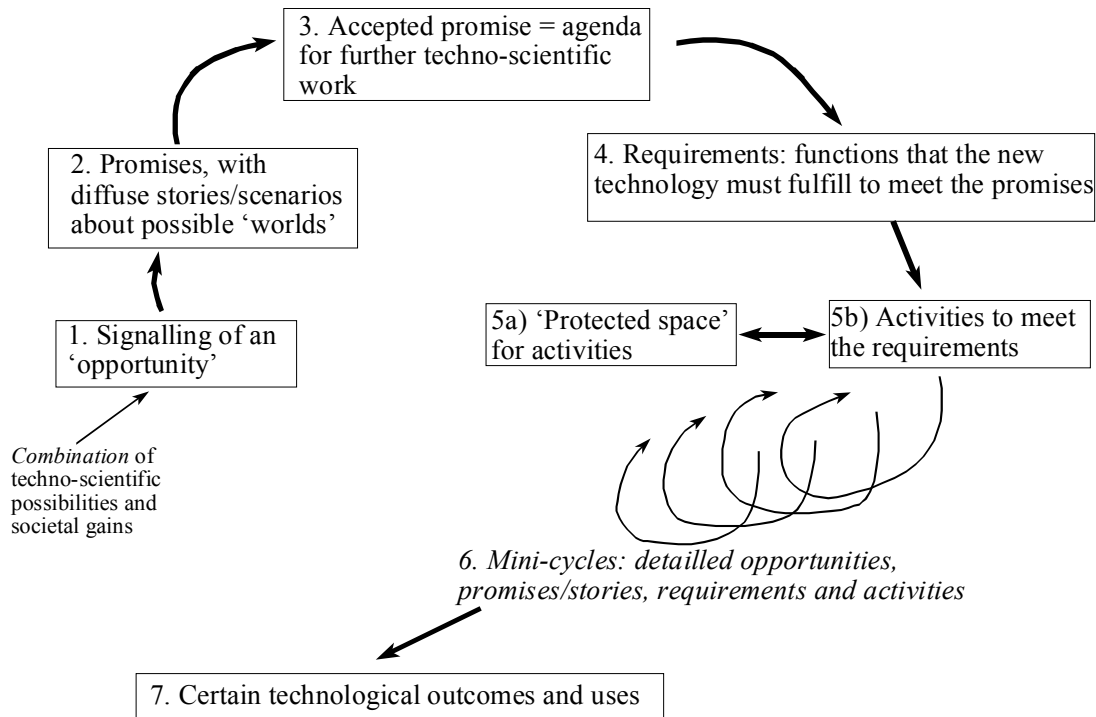 3. Accepted promise = agenda
for further techno-scientific
work
2. Promises, with
diffuse stories/scenarios
about possible ‘worlds’
4. Requirements: functions that the new
technology must fulfill to meet the promises
1. Signalling of an
‘opportunity’
5a) ‘Protected space’
for activities
5b) Activities to meet
the requirements
Combination of
techno-scientific
possibilities and
societal gains
6. Mini-cycles: detailled opportunities,
promises/stories, requirements and activities
7. Certain technological outcomes and uses